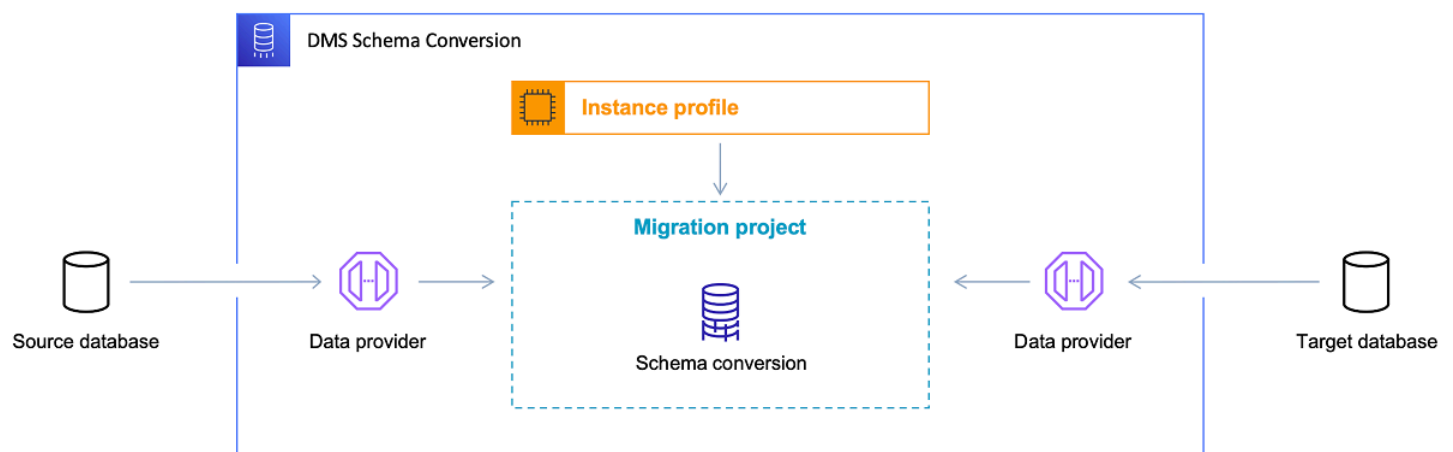 DMS Schema Conversion
Instance profile
Migration project
Schema conversion
Source database
Data provider
Data provider
Target database